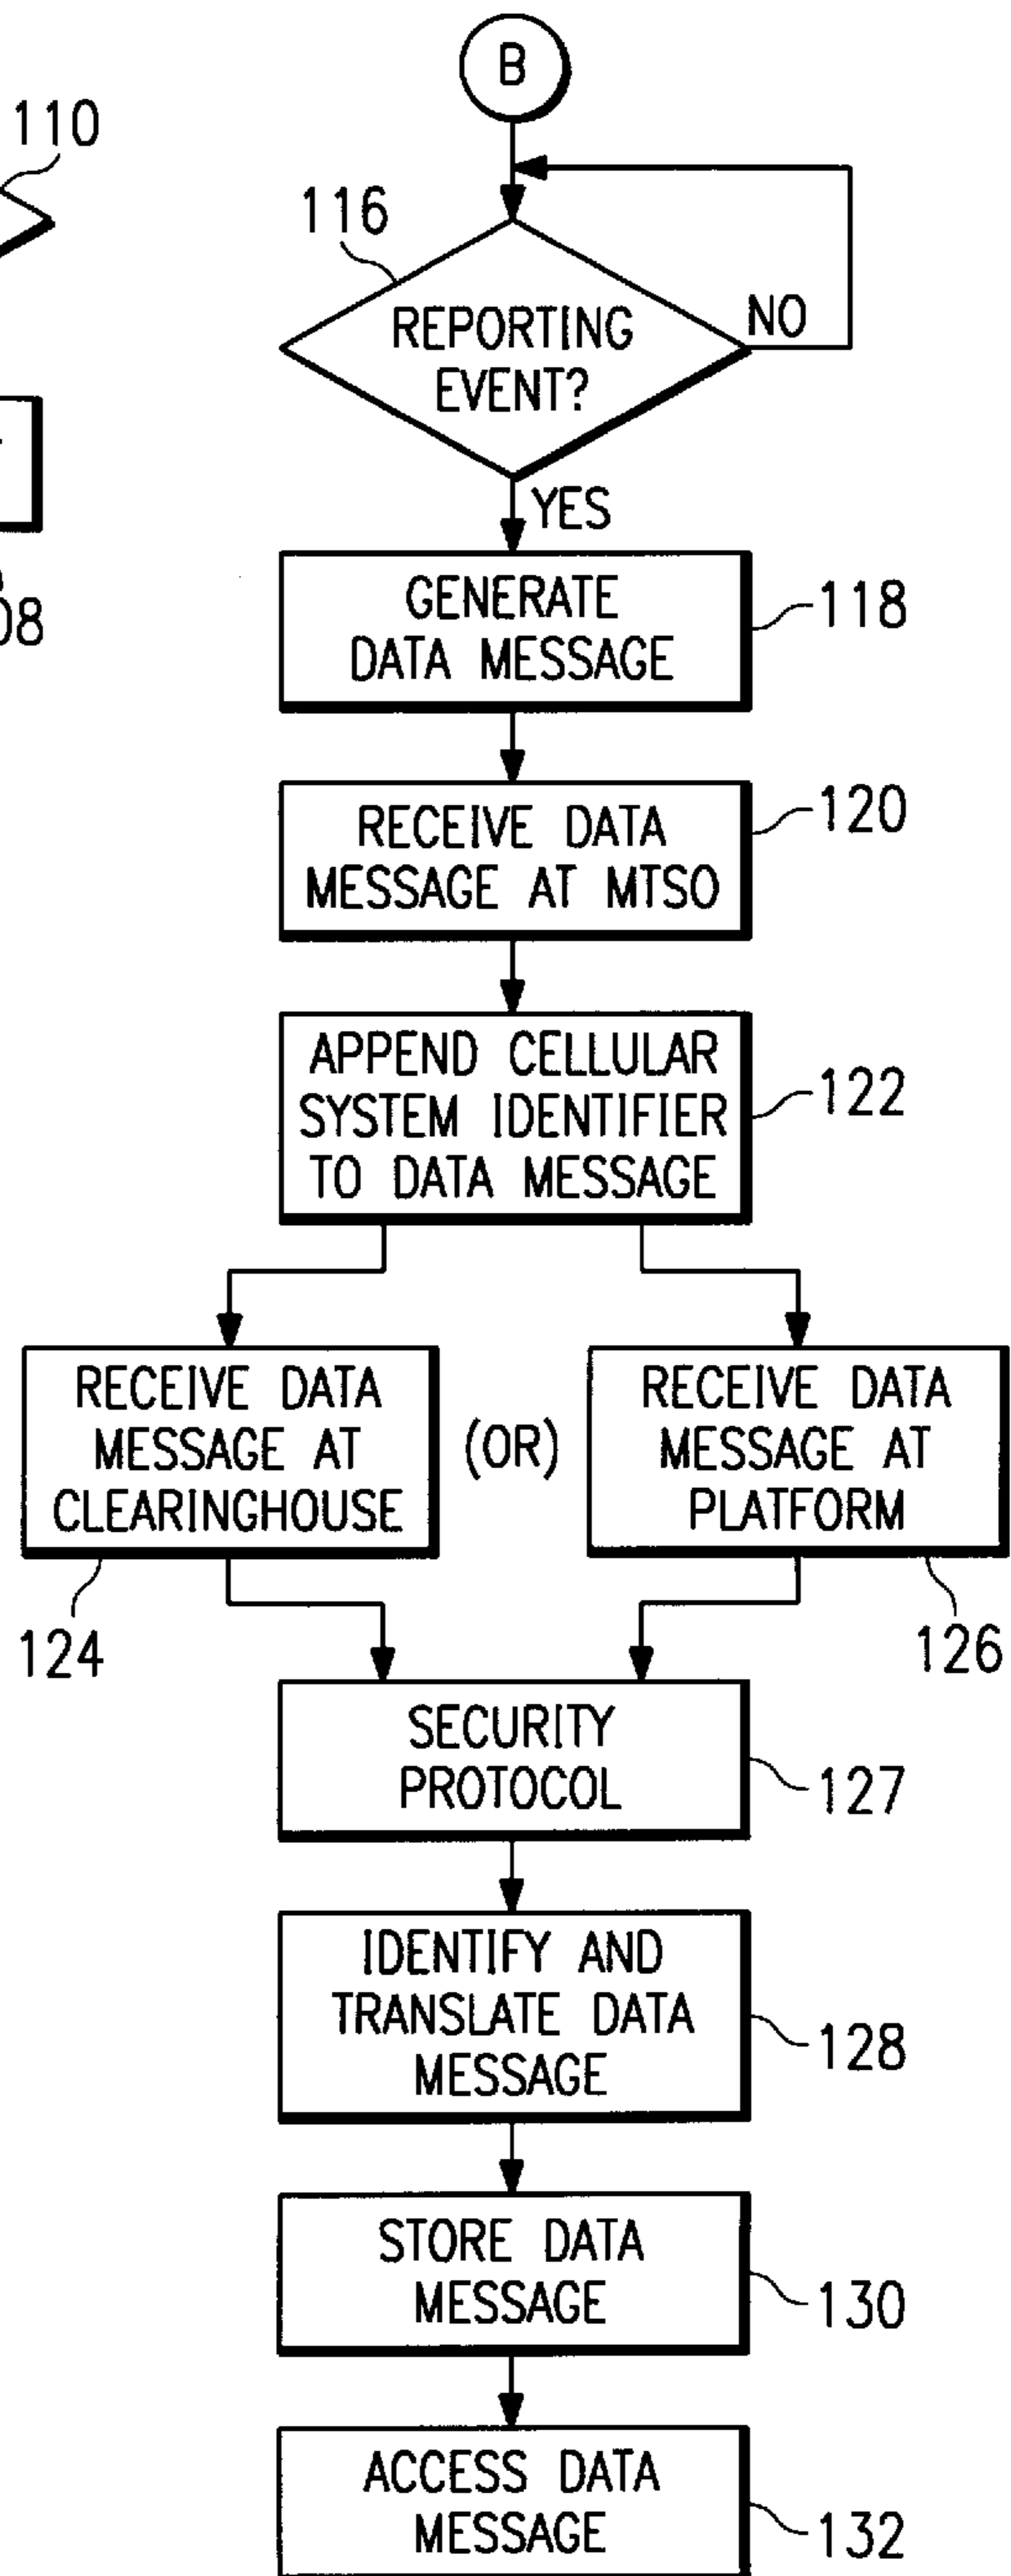 B
110
116
REPORTING
EVENT?
NO
YES
08
GENERATE
DATA MESSAGE
118
RECEIVE DATA
MESSAGE AT MTSO
120
APPEND CELLULAR
SYSTEM IDENTIFIER
TO DATA MESSAGE
122
RECEIVE DATA
MESSAGE AT
CLEARINGHOUSE
124
(OR)
RECEIVE DATA
MESSAGE AT
PLATFORM
126
SECURITY
PROTOCOL
127
IDENTIFY AND
TRANSLATE DATA
MESSAGE
128
STORE DATA
MESSAGE
130
ACCESS DATA
MESSAGE
132